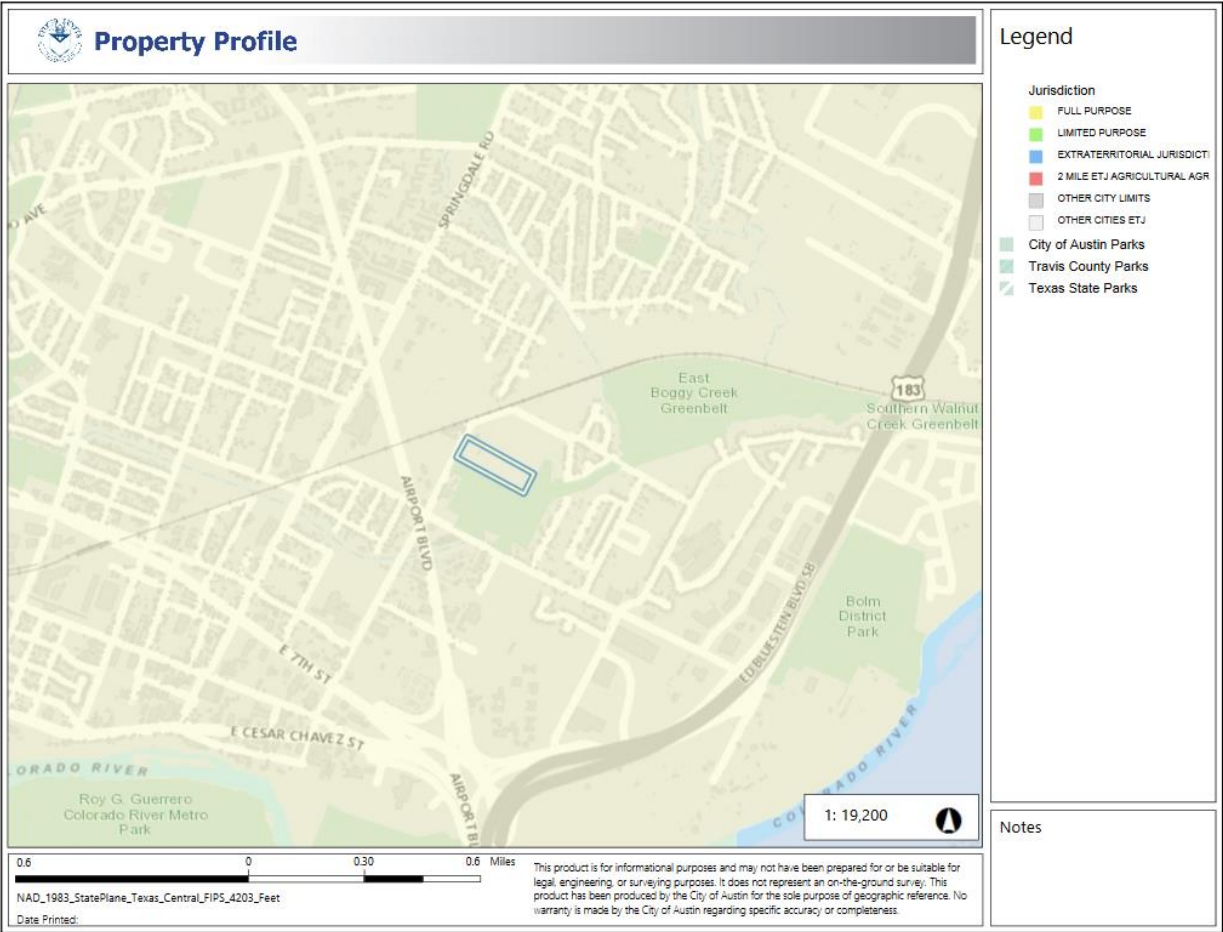 Property Profile
SPRINGDALE RD
O AVE
East
Boggy Creek
Greenbelt
183
Southern Walnut
Creek Greenbelt
AIRPORT BLVD
ED BLUESTEIN BLVD SB
Bolm
District
Park
E 7TH ST
E CESAR CHAVEZ ST
ORADO RIVER
Roy G. Guerrero
Colorado River Metro
Park
AIRPORT BL
COLORADO RIVER
1: 19,200
0.6 0 0.30 0.6 Miles
NAD_1983_StatePlane_Texas_Central_FIPS_4203_Feet
Date Printed:
This product is for informational purposes and may not have been prepared for or be suitable for
legal, engineering, or surveying purposes. It does not represent an on-the-ground survey. This
product has been produced by the City of Austin for the sole purpose of geographic reference. No
warranty is made by the City of Austin regarding specific accuracy or completeness.
Legend
Jurisdiction
FULL PURPOSE
LIMITED PURPOSE
EXTRATERRITORIAL JURISDICTI
2 MILE ETJ AGRICULTURAL AGR
OTHER CITY LIMITS
OTHER CITIES ETJ
City of Austin Parks
Travis County Parks
Texas State Parks
Notes